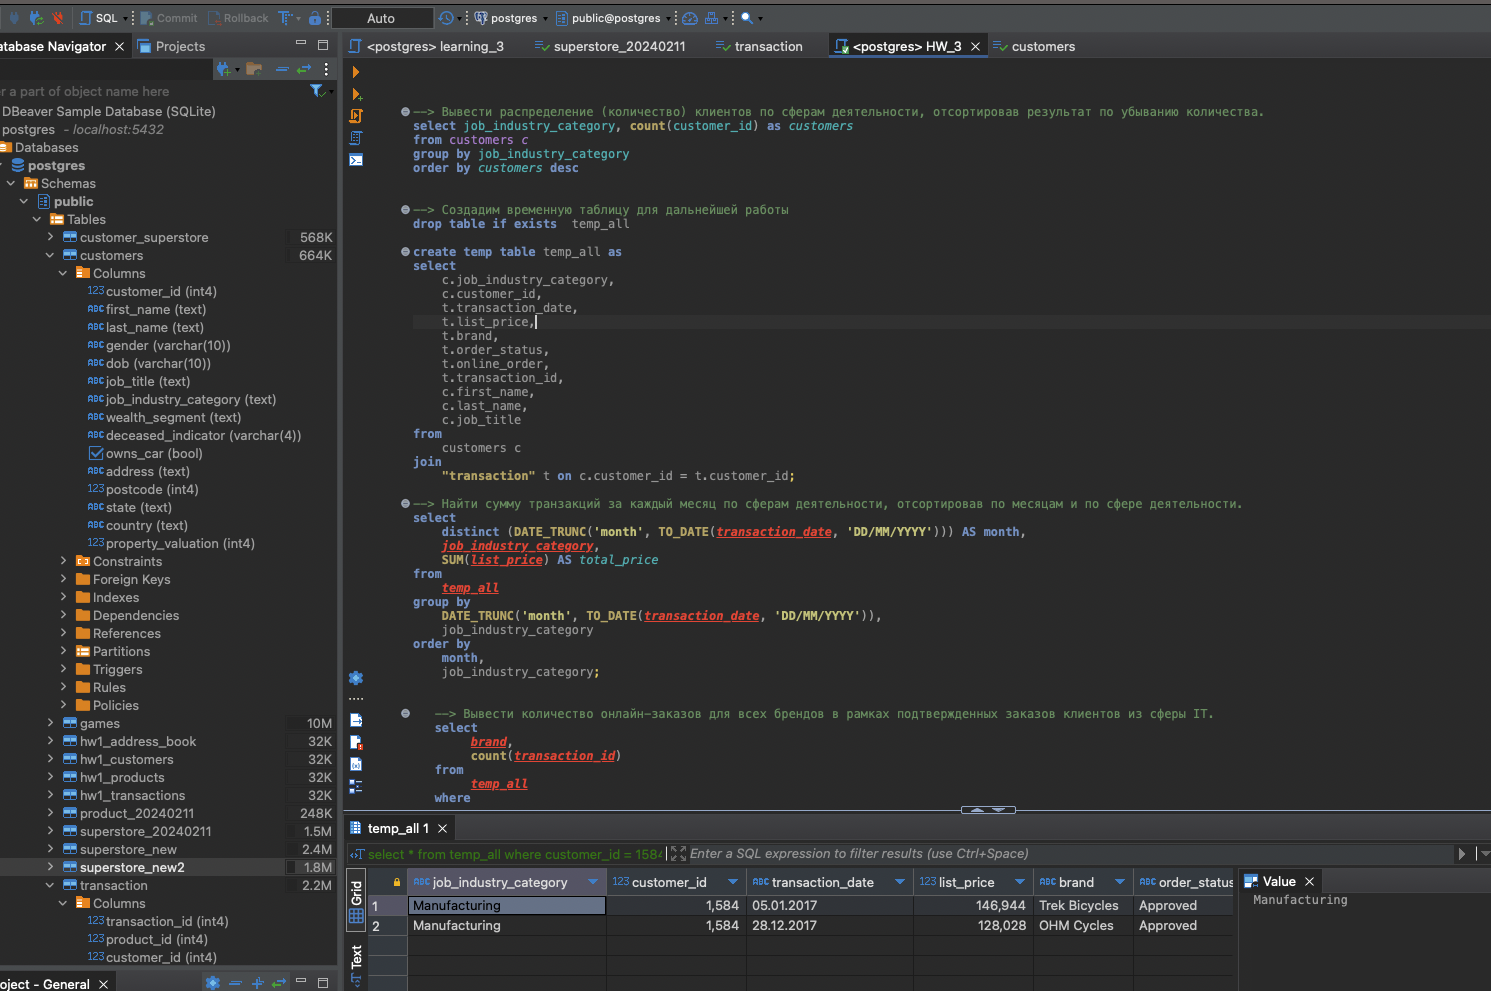 SQL Commit Rollback T Auto postgres public@postgres
Database Navigator Projects
<postgres> learning_3 superstore_20240211 transaction <postgres> HW_3 customers
r a part of object name here
DBeaver Sample Database (SQLite)
postgres - localhost:5432
Databases
postgres
Schemas
public
Tables
customer_superstore 568K
customers 664K
Columns
123 customer_id (int4)
ABC first_name (text)
ABC last_name (text)
ABC gender (varchar(10))
ABC dob (varchar(10))
ABC job_title (text)
ABC job_industry_category (text)
ABC wealth_segment (text)
ABC deceased_indicator (varchar(4))
owns_car (bool)
ABC address (text)
123 postcode (int4)
ABC state (text)
ABC country (text)
123 property_valuation (int4)
Constraints
Foreign Keys
Indexes
Dependencies
References
Partitions
Triggers
Rules
Policies
games 10M
hw1_address_book 32K
hw1_customers 32K
hw1_products 32K
hw1_transactions 32K
product_20240211 248K
superstore_20240211 1.5M
superstore_new 2.4M
superstore_new2 1.8M
transaction 2.2M
Columns
123 transaction_id (int4)
123 product_id (int4)
123 customer_id (int4)
oject - General
--> Вывести распределение (количество) клиентов по сферам деятельности, отсортировав результат по убыванию количества.
select job_industry_category, count(customer_id) as customers
from customers c
group by job_industry_category
order by customers desc
--> Создадим временную таблицу для дальнейшей работы
drop table if exists temp_all
create temp table temp_all as
select
c.job_industry_category,
c.customer_id,
t.transaction_date,
t.list_price,
t.brand,
t.order_status,
t.online_order,
t.transaction_id,
c.first_name,
c.last_name,
c.job_title
from
customers c
join
"transaction" t on c.customer_id = t.customer_id;
--> Найти сумму транзакций за каждый месяц по сферам деятельности, отсортировав по месяцам и по сфере деятельности.
select
distinct (DATE_TRUNC('month', TO_DATE(transaction_date, 'DD/MM/YYYY'))) AS month,
job_industry_category,
SUM(list_price) AS total_price
from
temp_all
group by
DATE_TRUNC('month', TO_DATE(transaction_date, 'DD/MM/YYYY')),
job_industry_category
order by
month,
job_industry_category;
--> Вывести количество онлайн-заказов для всех брендов в рамках подтвержденных заказов клиентов из сферы IT.
select
brand,
count(transaction_id)
from
temp_all
where
temp_all 1
select * from temp_all where customer_id = 1584 Enter a SQL expression to filter results (use Ctrl+Space)
Grid
Text
ABC job_industry_category 123 customer_id ABC transaction_date 123 list_price ABC brand ABC order_status
1 Manufacturing 1,584 05.01.2017 146,944 Trek Bicycles Approved
2 Manufacturing 1,584 28.12.2017 128,028 OHM Cycles Approved
Value
Manufacturing